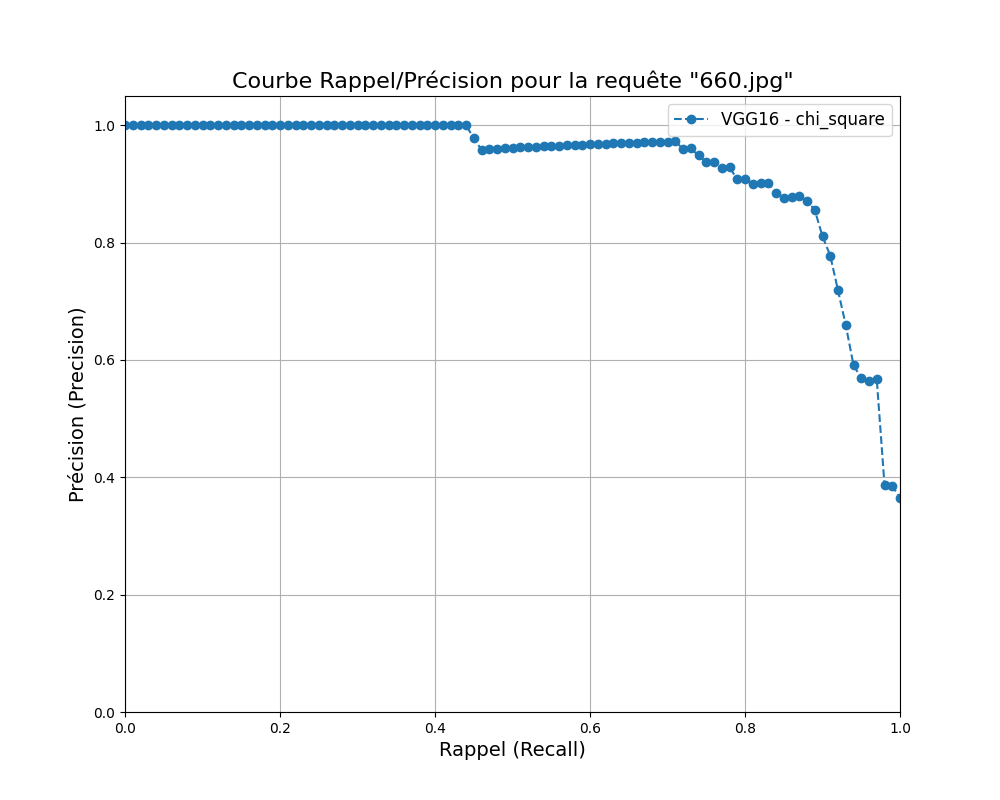 Courbe Rappel/Précision pour la requête "660.jpg"
VGG16 - chi_square
1.0
0.8
0.6
0.4
0.2
0.0
Précision (Precision)
0.0 0.2 0.4 0.6 0.8 1.0
Rappel (Recall)